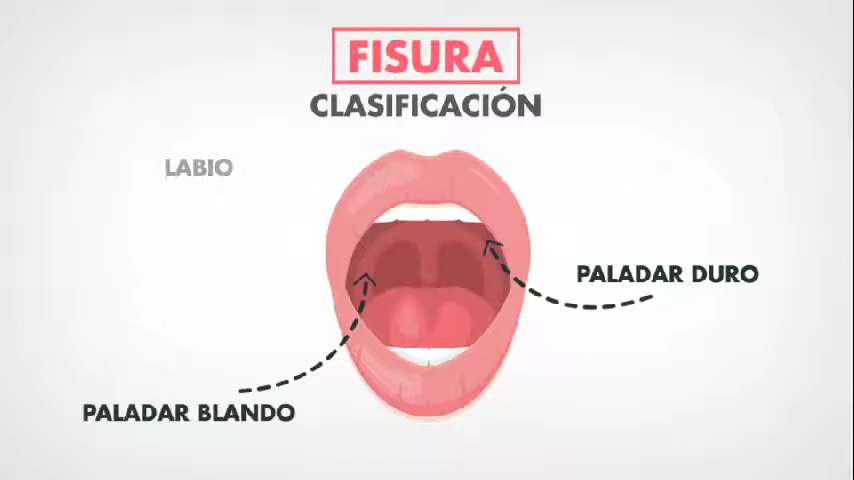 FISURA
CLASIFICACIÓN
LABIO
PALADAR DURO
PALADAR BLANDO